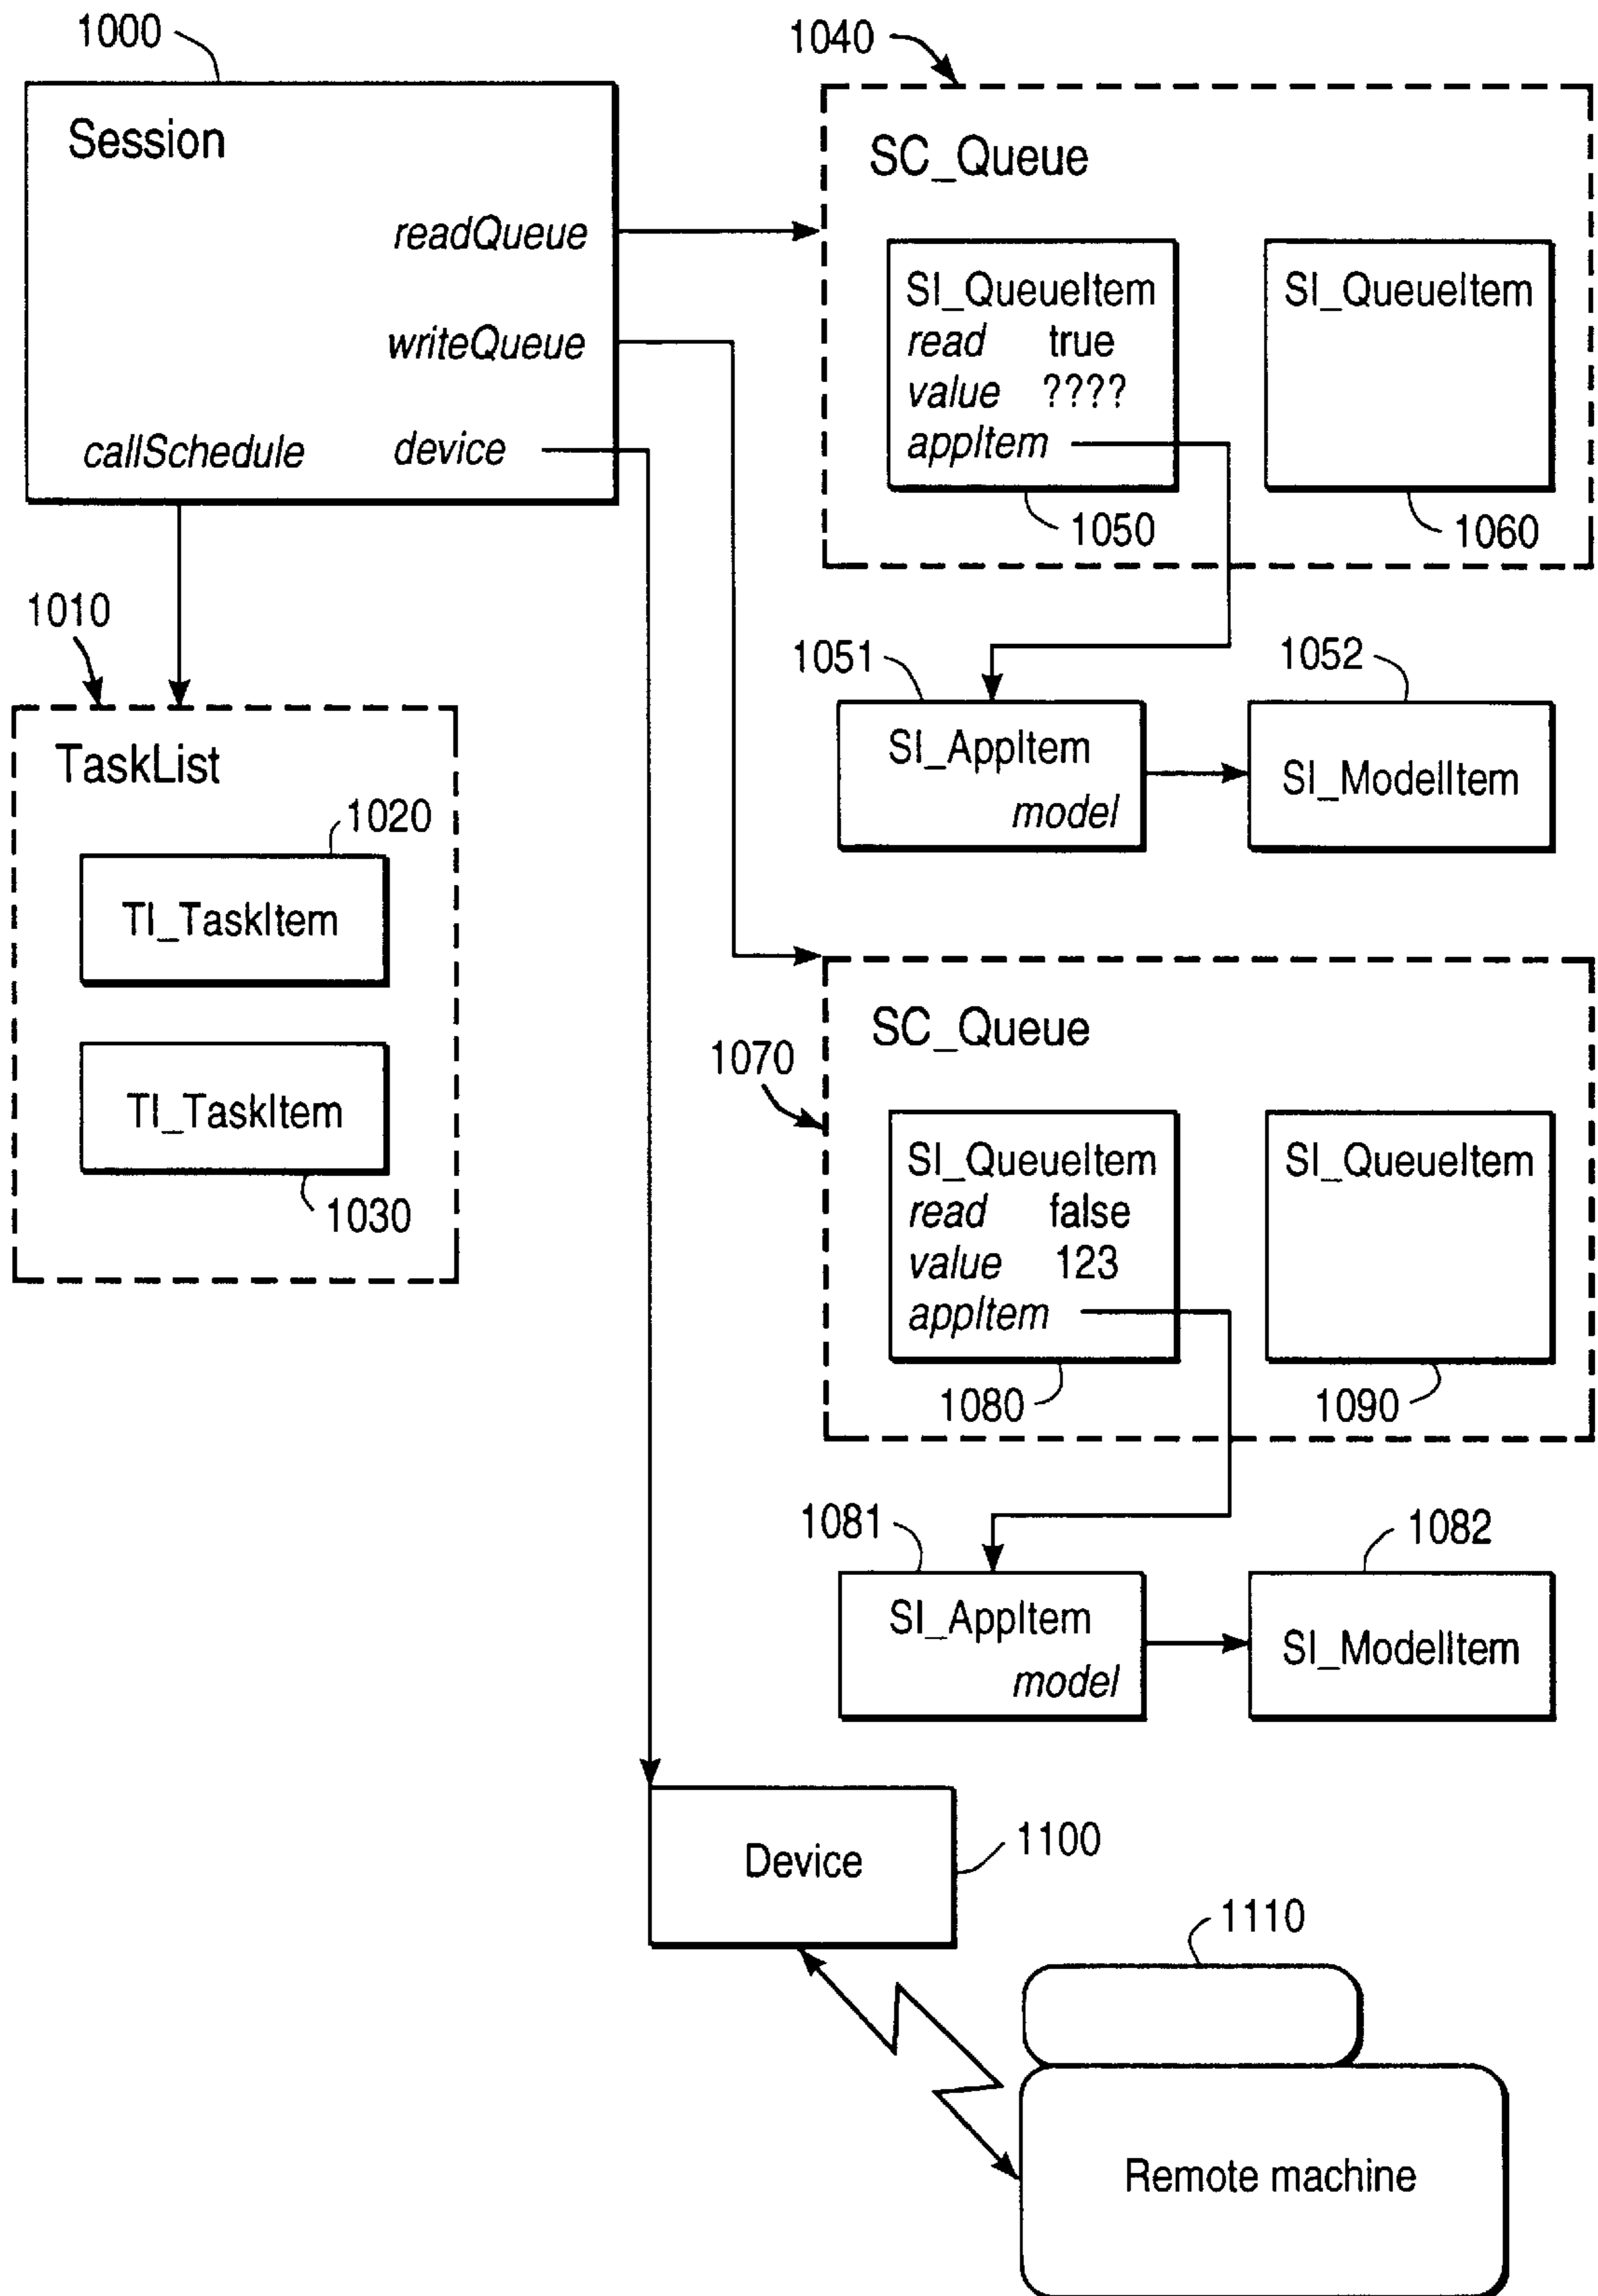 1000
Session
readQueue
writeQueue
callSchedule device
1010
TaskList
1020
TI_TaskItem
TI_TaskItem
1030
1040
SC_Queue
SI_QueueItem
read true
value ????
appItem
1050
SI_QueueItem
1060
1051
SI_AppItem
model
1052
SI_ModelItem
1070
SC_Queue
SI_QueueItem
read false
value 123
appItem
1080
SI_QueueItem
1090
1081
SI_AppItem
model
1082
SI_ModelItem
Device
1100
1110
Remote machine